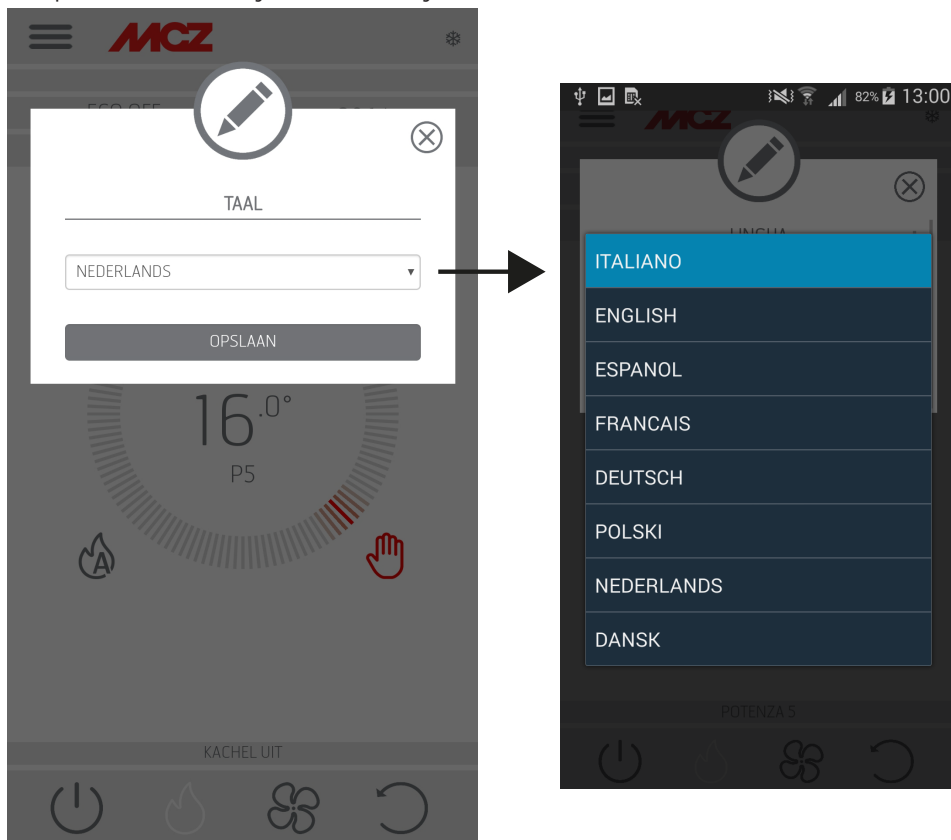 MCZ
TAAL
NEDERLANDS
OPSLAAN
16.0°
P5
A
KACHEL UIT
82% 13:00
MCZ
LINGUA
ITALIANO
ENGLISH
ESPANOL
FRANCAIS
DEUTSCH
POLSKI
NEDERLANDS
DANSK
POTENZA 5